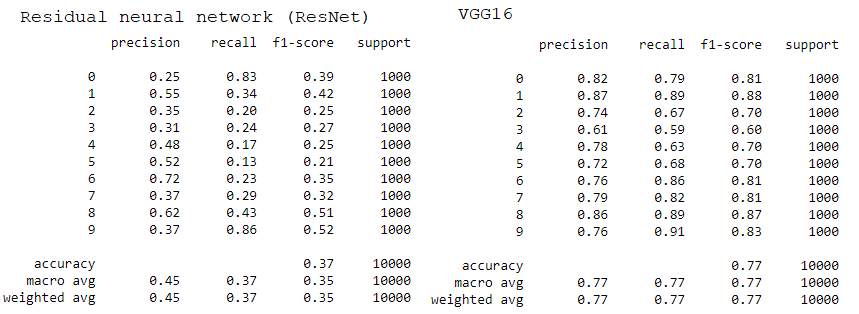 Residual neural network (ResNet)
precision recall f1-score support
0 0.25 0.83 0.39 1000
1 0.55 0.34 0.42 1000
2 0.35 0.20 0.25 1000
3 0.31 0.24 0.27 1000
4 0.48 0.17 0.25 1000
5 0.52 0.13 0.21 1000
6 0.72 0.23 0.35 1000
7 0.37 0.29 0.32 1000
8 0.62 0.43 0.51 1000
9 0.37 0.86 0.52 1000
accuracy 0.37 10000
macro avg 0.45 0.37 0.35 10000
weighted avg 0.45 0.37 0.35 10000
VGG16
precision recall f1-score support
0 0.82 0.79 0.81 1000
1 0.87 0.89 0.88 1000
2 0.74 0.67 0.70 1000
3 0.61 0.59 0.60 1000
4 0.78 0.63 0.70 1000
5 0.72 0.68 0.70 1000
6 0.76 0.86 0.81 1000
7 0.79 0.82 0.81 1000
8 0.86 0.89 0.87 1000
9 0.76 0.91 0.83 1000
accuracy 0.77 10000
macro avg 0.77 0.77 0.77 10000
weighted avg 0.77 0.77 0.77 10000